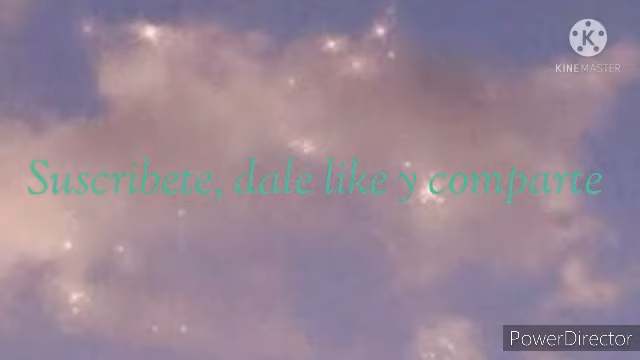 K
KINEMASTER
Suscribete, dale like y comparte
PowerDirector